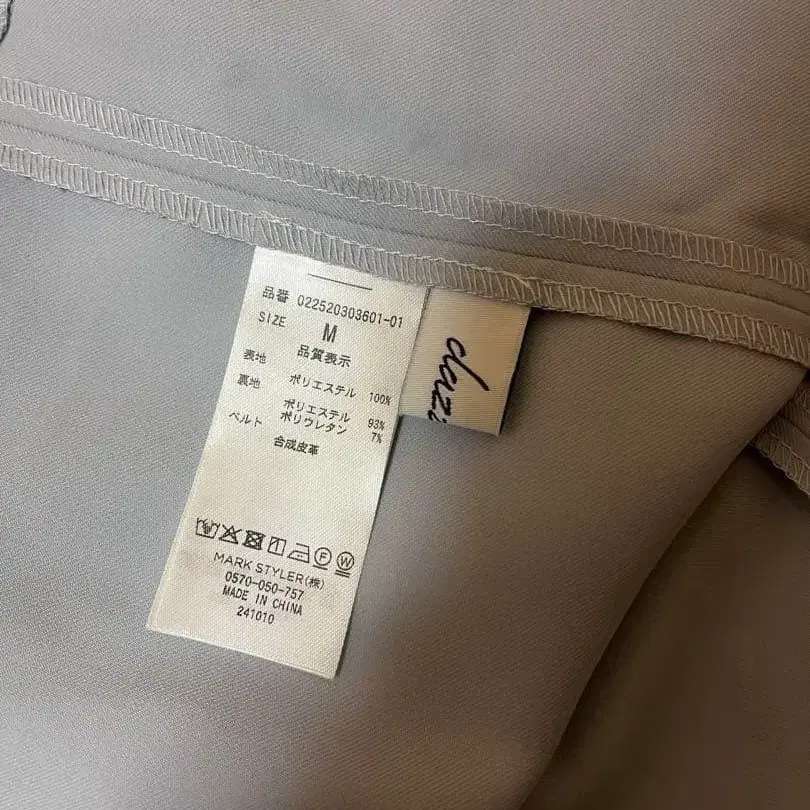 品番 022520303601-01
SIZE M
品質表示
表地 ポリエステル 100%
裏地 ポリエステル 93%
ポリウレタン 7%
ベルト 合成皮革
F W
MARK STYLER(株)
0570-050-757
MADE IN CHINA
241010